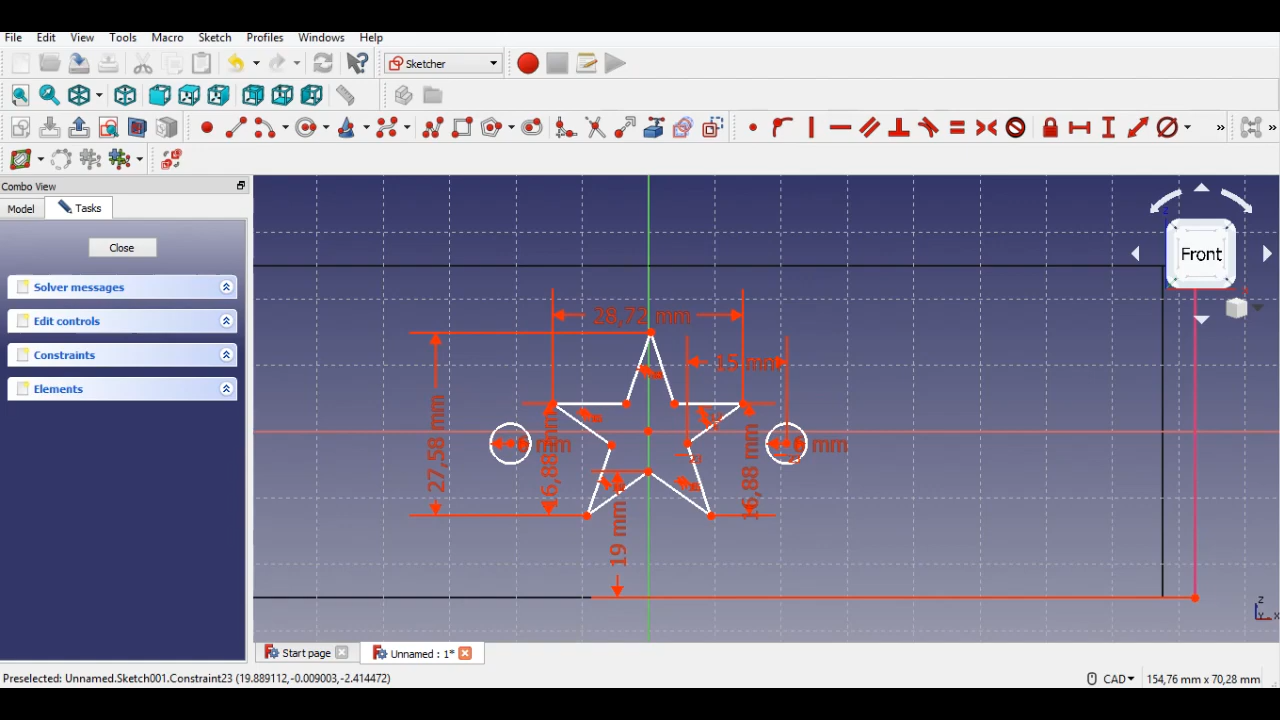 File Edit View Tools Macro Sketch Profiles Windows Help
Sketcher
Combo View
Model Tasks
Close
Solver messages
Edit controls
Constraints
Elements
Front
28,72 mm
15 mm
27,58 mm
16,88 mm
6 mm
16,88 mm
6 mm
19 mm
Z
Y X
Start page Unnamed : 1*
Preselected: Unnamed.Sketch001.Constraint23 (19.889112,-0.009003,-2.414472) CAD 154,76 mm x 70,28 mm